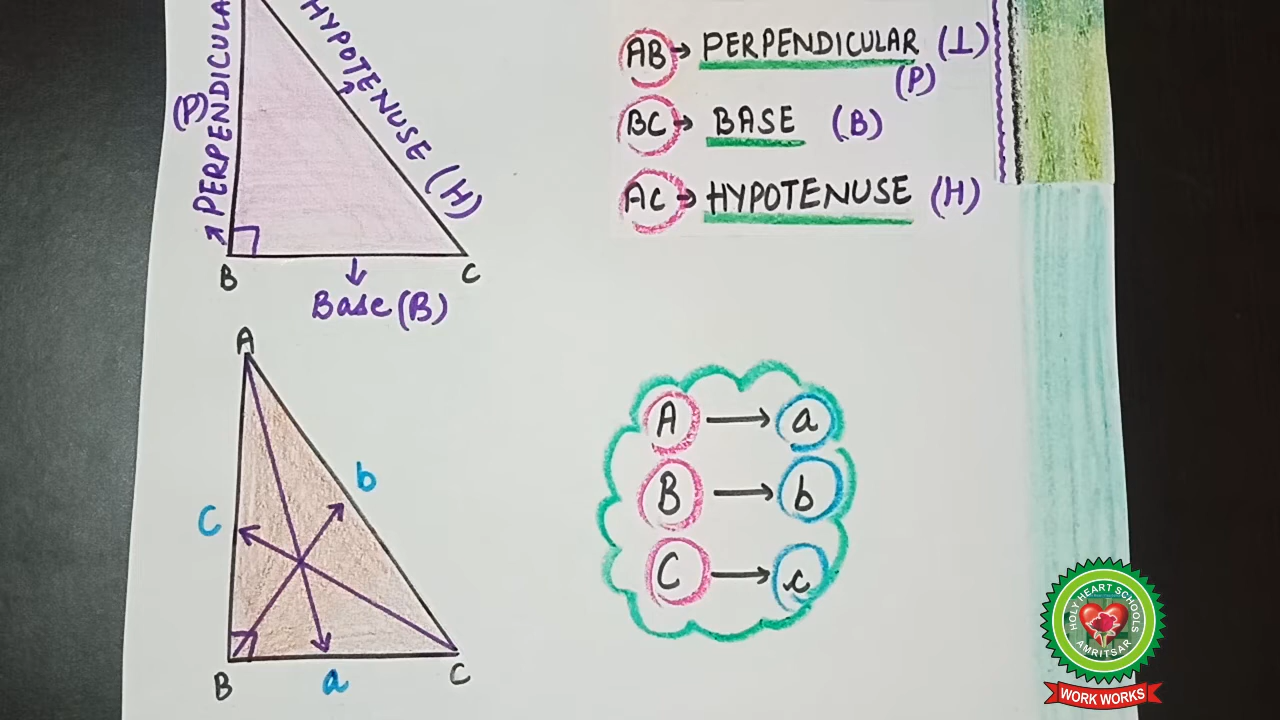 PERPENDICULAR
(P)
HYPOTENUSE (H)
B
C
Base (B)
AB → PERPENDICULAR (⊥)
(P)
BC → BASE (B)
AC → HYPOTENUSE (H)
A
b
c
B
a
C
A → a
B → b
C → c
HOLY HEART SCHOOLS
AMRITSAR
WORK WORKS